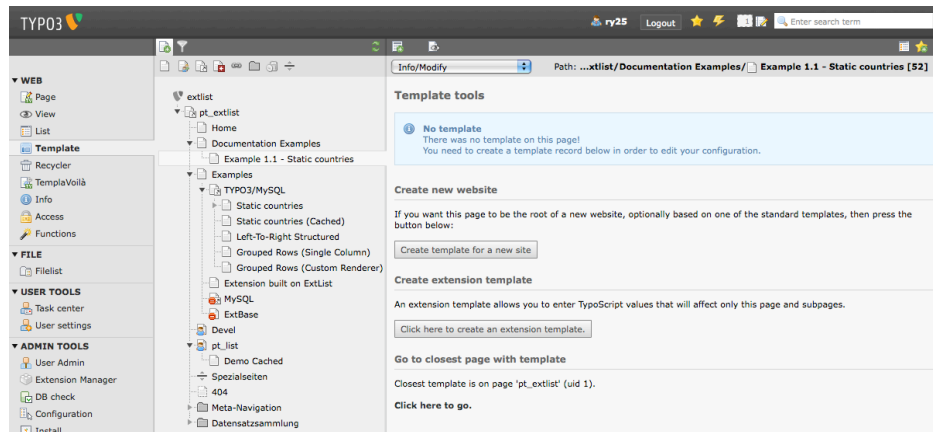 TYPO3
ry25
Logout
1
Enter search term
WEB
Page
View
List
Template
Recycler
TemplaVoilà
Info
Access
Functions
FILE
Filelist
USER TOOLS
Task center
User settings
ADMIN TOOLS
User Admin
Extension Manager
DB check
Configuration
Install
extlist
pt_extlist
Home
Documentation Examples
Example 1.1 - Static countries
Examples
TYPO3/MySQL
Static countries
Static countries (Cached)
Left-To-Right Structured
Grouped Rows (Single Column)
Grouped Rows (Custom Renderer)
Extension built on ExtList
MySQL
ExtBase
Devel
pt_list
Demo Cached
Spezialseiten
404
Meta-Navigation
Datensatzsammlung
Info/Modify
Path: ...xtlist/Documentation Examples/ Example 1.1 - Static countries [52]
Template tools
No template
There was no template on this page!
You need to create a template record below in order to edit your configuration.
Create new website
If you want this page to be the root of a new website, optionally based on one of the standard templates, then press the
button below:
Create template for a new site
Create extension template
An extension template allows you to enter TypoScript values that will affect only this page and subpages.
Click here to create an extension template.
Go to closest page with template
Closest template is on page 'pt_extlist' (uid 1).
Click here to go.